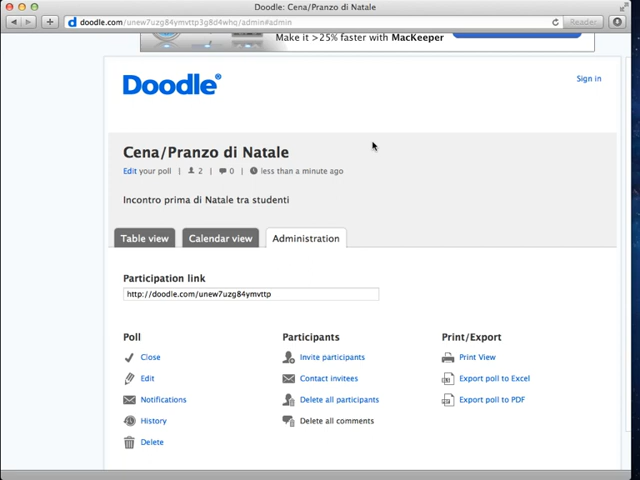 Doodle: Cena/Pranzo di Natale
doodle.com/unew7uzg84ymvttp3g8d4whq/admin#admin
Reader
Make it >25% faster with MacKeeper
Doodle®
Sign in
Cena/Pranzo di Natale
Edit your poll | 2 | 0 | less than a minute ago
Incontro prima di Natale tra studenti
Table view Calendar view Administration
Participation link
http://doodle.com/unew7uzg84ymvttp
Poll Participants Print/Export
Close Invite participants Print View
Edit Contact invitees Export poll to Excel
Notifications Delete all participants Export poll to PDF
History Delete all comments
Delete